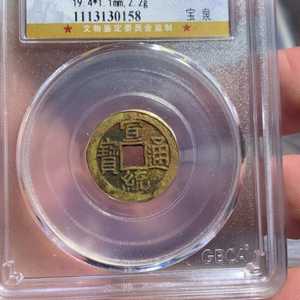 19.4*1.1mm, 2.2g
1113130158
宝泉
★ 文物鉴定委员会监制 ★
宣
寶 通
統
GBCA